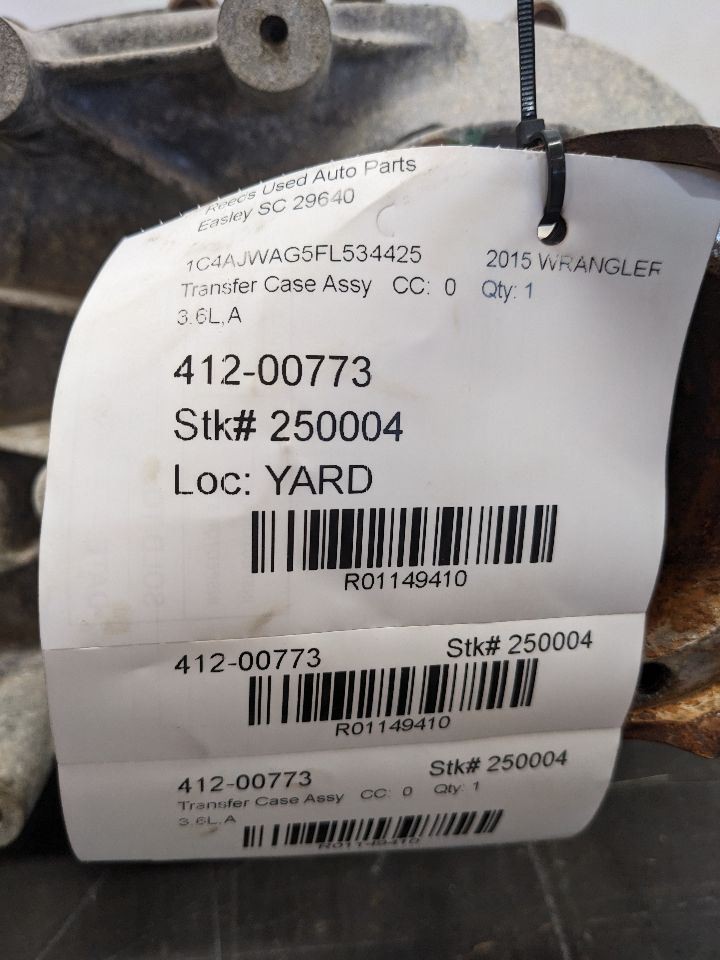 Reeds Used Auto Parts
Easley SC 29640
1C4AJWAG5FL534425 2015 WRANGLER
Transfer Case Assy CC: 0 Qty: 1
3.6L,A
412-00773
Stk# 250004
Loc: YARD
R01149410
412-00773 Stk# 250004
R01149410
412-00773 Stk# 250004
Transfer Case Assy CC: 0 Qty: 1
3.6L,A
R01149410